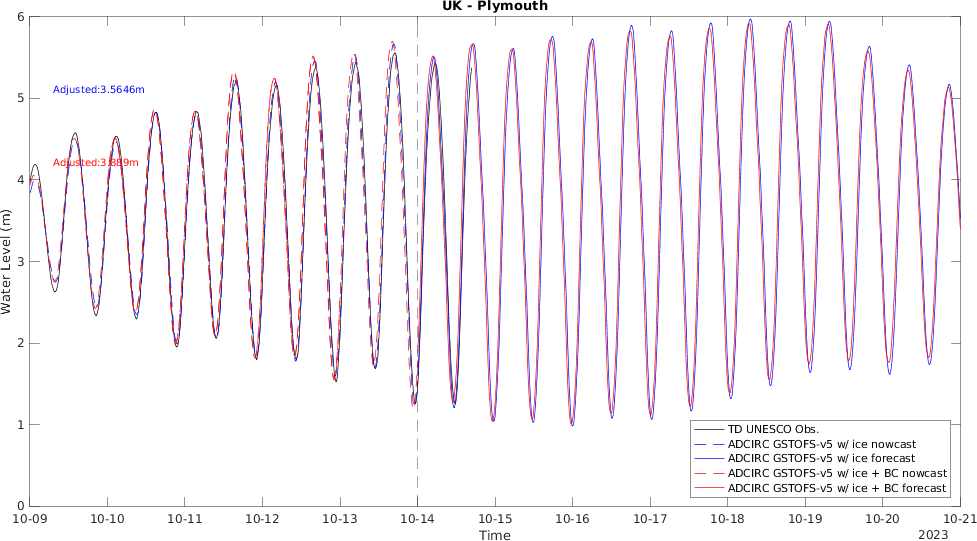 UK - Plymouth
6
5
4
3
2
1
0
Water Level (m)
Adjusted:3.5646m
Adjusted:3.889m
TD UNESCO Obs.
ADCIRC GSTOFS-v5 w/ ice nowcast
ADCIRC GSTOFS-v5 w/ ice forecast
ADCIRC GSTOFS-v5 w/ ice + BC nowcast
ADCIRC GSTOFS-v5 w/ ice + BC forecast
10-09 10-10 10-11 10-12 10-13 10-14 10-15 10-16 10-17 10-18 10-19 10-20 10-21
Time
2023